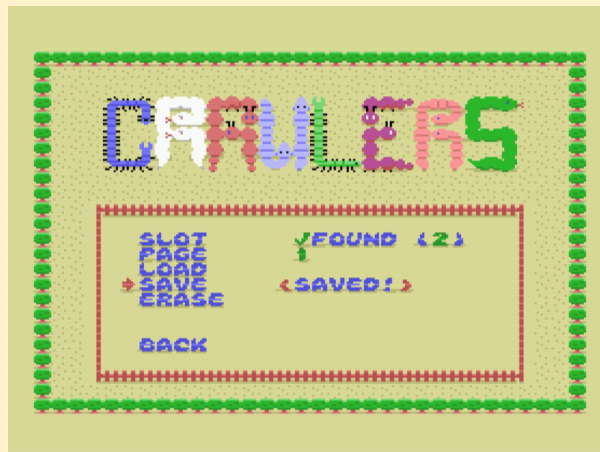 CRAWLERS
SLOT ✓FOUND (2)
PAGE 1
LOAD
SAVE <SAVED!>
ERASE
BACK